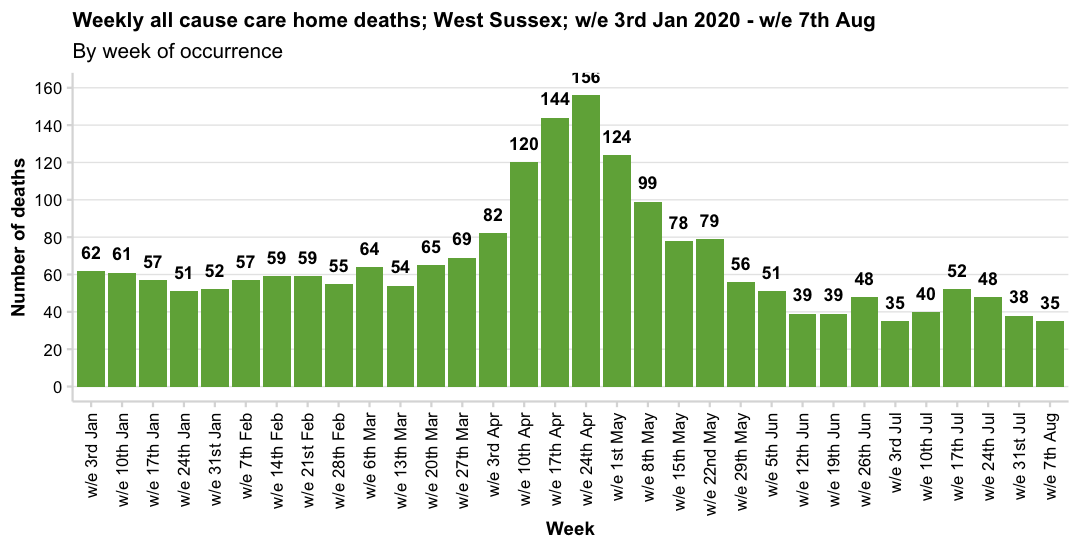 Weekly all cause care home deaths; West Sussex; w/e 3rd Jan 2020 - w/e 7th Aug
By week of occurrence
Number of deaths
160
140
120
100
80
60
40
20
0
62 61 57 51 52 57 59 59 55 64 54 65 69 82 120 144 156 124 99 78 79 56 51 39 39 48 35 40 52 48 38 35
w/e 3rd Jan
w/e 10th Jan
w/e 17th Jan
w/e 24th Jan
w/e 31st Jan
w/e 7th Feb
w/e 14th Feb
w/e 21st Feb
w/e 28th Feb
w/e 6th Mar
w/e 13th Mar
w/e 20th Mar
w/e 27th Mar
w/e 3rd Apr
w/e 10th Apr
w/e 17th Apr
w/e 24th Apr
w/e 1st May
w/e 8th May
w/e 15th May
w/e 22nd May
w/e 29th May
w/e 5th Jun
w/e 12th Jun
w/e 19th Jun
w/e 26th Jun
w/e 3rd Jul
w/e 10th Jul
w/e 17th Jul
w/e 24th Jul
w/e 31st Jul
w/e 7th Aug
Week